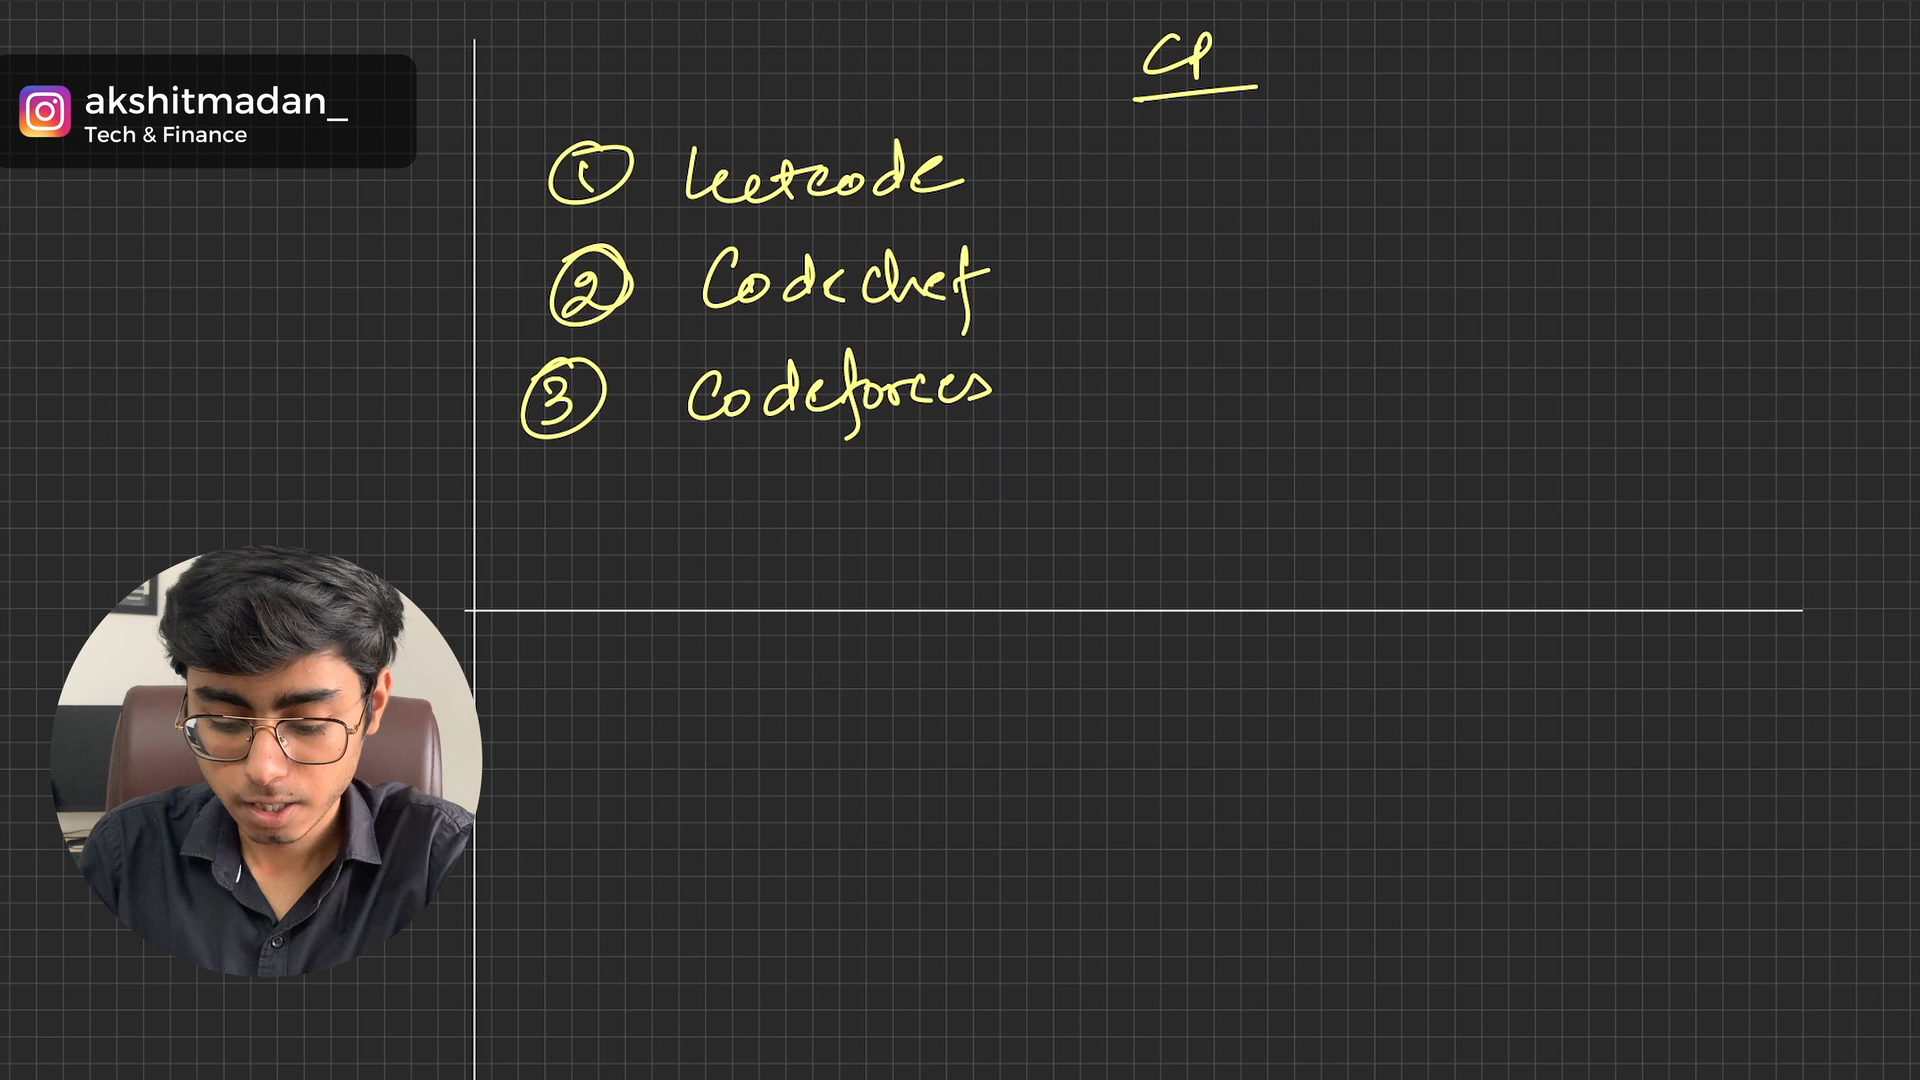 akshitmadan_
Tech & Finance
CP
① leetcode
② Codechef
③ Codeforces